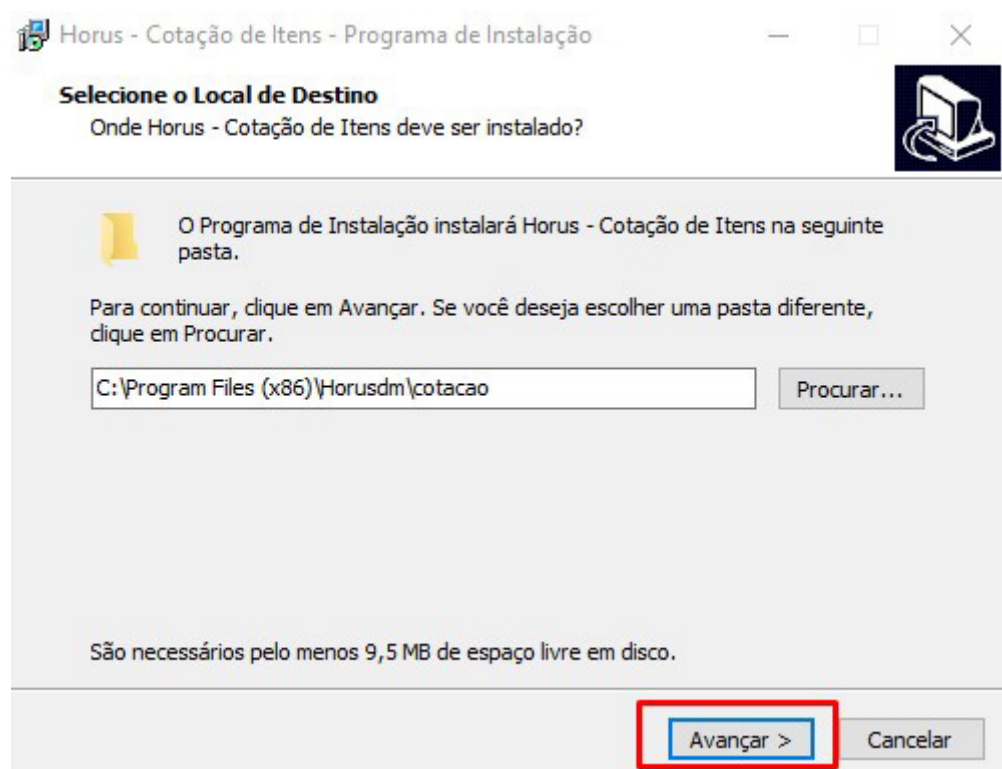 Horus - Cotação de Itens - Programa de Instalação
Selecione o Local de Destino
Onde Horus - Cotação de Itens deve ser instalado?
O Programa de Instalação instalará Horus - Cotação de Itens na seguinte
pasta.
Para continuar, clique em Avançar. Se você deseja escolher uma pasta diferente,
clique em Procurar.
C:\Program Files (x86)\Horusdm\cotacao
Procurar...
São necessários pelo menos 9,5 MB de espaço livre em disco.
Avançar >
Cancelar